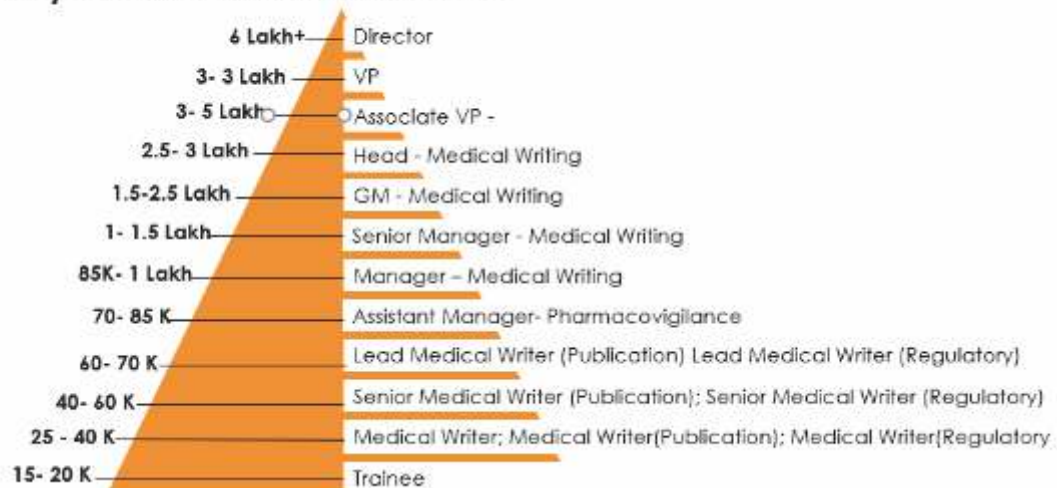 6 Lakh+ Director
3- 3 Lakh VP
3- 5 Lakh Associate VP -
2.5- 3 Lakh Head - Medical Writing
1.5-2.5 Lakh GM - Medical Writing
1- 1.5 Lakh Senior Manager - Medical Writing
85K- 1 Lakh Manager – Medical Writing
70- 85 K Assistant Manager- Pharmacovigilance
60- 70 K Lead Medical Writer (Publication) Lead Medical Writer (Regulatory)
40- 60 K Senior Medical Writer (Publication); Senior Medical Writer (Regulatory)
25 - 40 K Medical Writer; Medical Writer(Publication); Medical Writer(Regulatory
15- 20 K Trainee